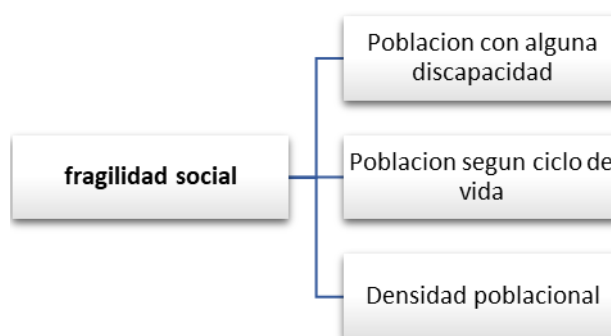 Poblacion con alguna
discapacidad
fragilidad social
Poblacion segun ciclo de
vida
Densidad poblacional